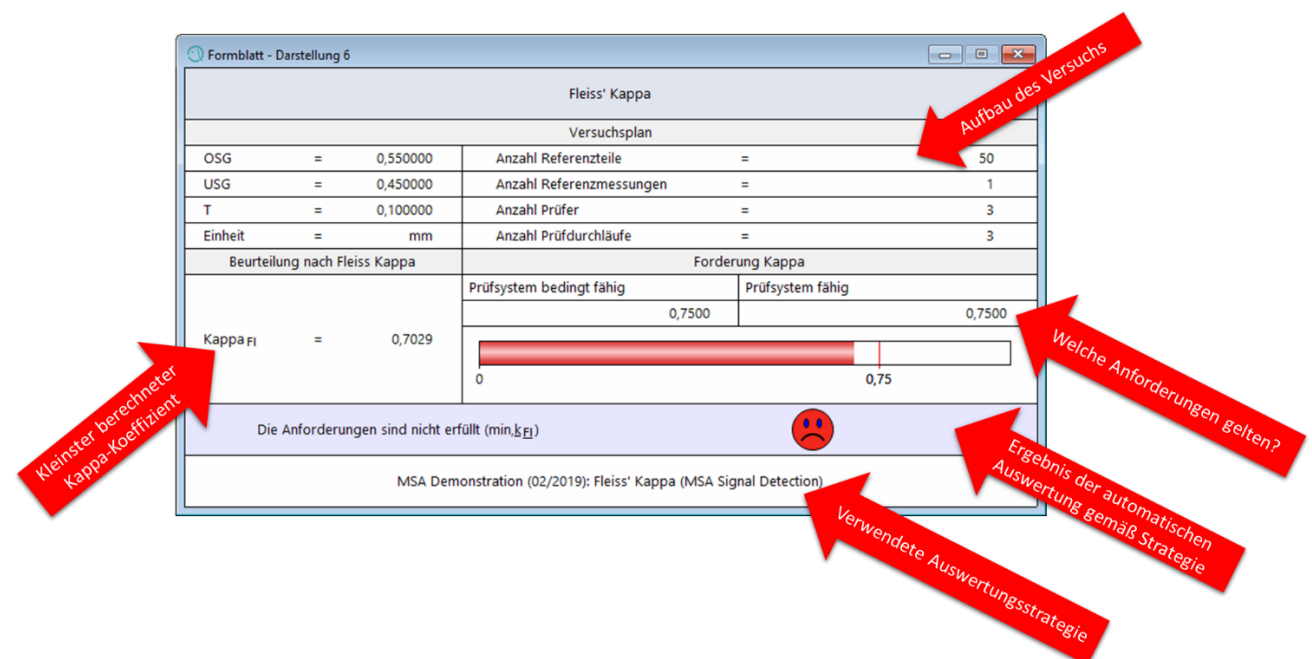 Formblatt - Darstellung 6
Fleiss' Kappa
Aufbau des Versuchs
Versuchsplan
OSG = 0,550000 Anzahl Referenzteile = 50
USG = 0,450000 Anzahl Referenzmessungen = 1
T = 0,100000 Anzahl Prüfer = 3
Einheit = mm Anzahl Prüfdurchläufe = 3
Beurteilung nach Fleiss Kappa Forderung Kappa
Prüfsystem bedingt fähig Prüfsystem fähig
0,7500 0,7500
Kappa FI = 0,7029
0 0,75
Welche Anforderungen gelten?
Kleinster berechneter
Kappa-Koeffizient
Die Anforderungen sind nicht erfüllt (min,k FI)
Ergebnis der automatischen
Auswertung gemäß Strategie
MSA Demonstration (02/2019): Fleiss' Kappa (MSA Signal Detection)
Verwendete Auswertungsstrategie